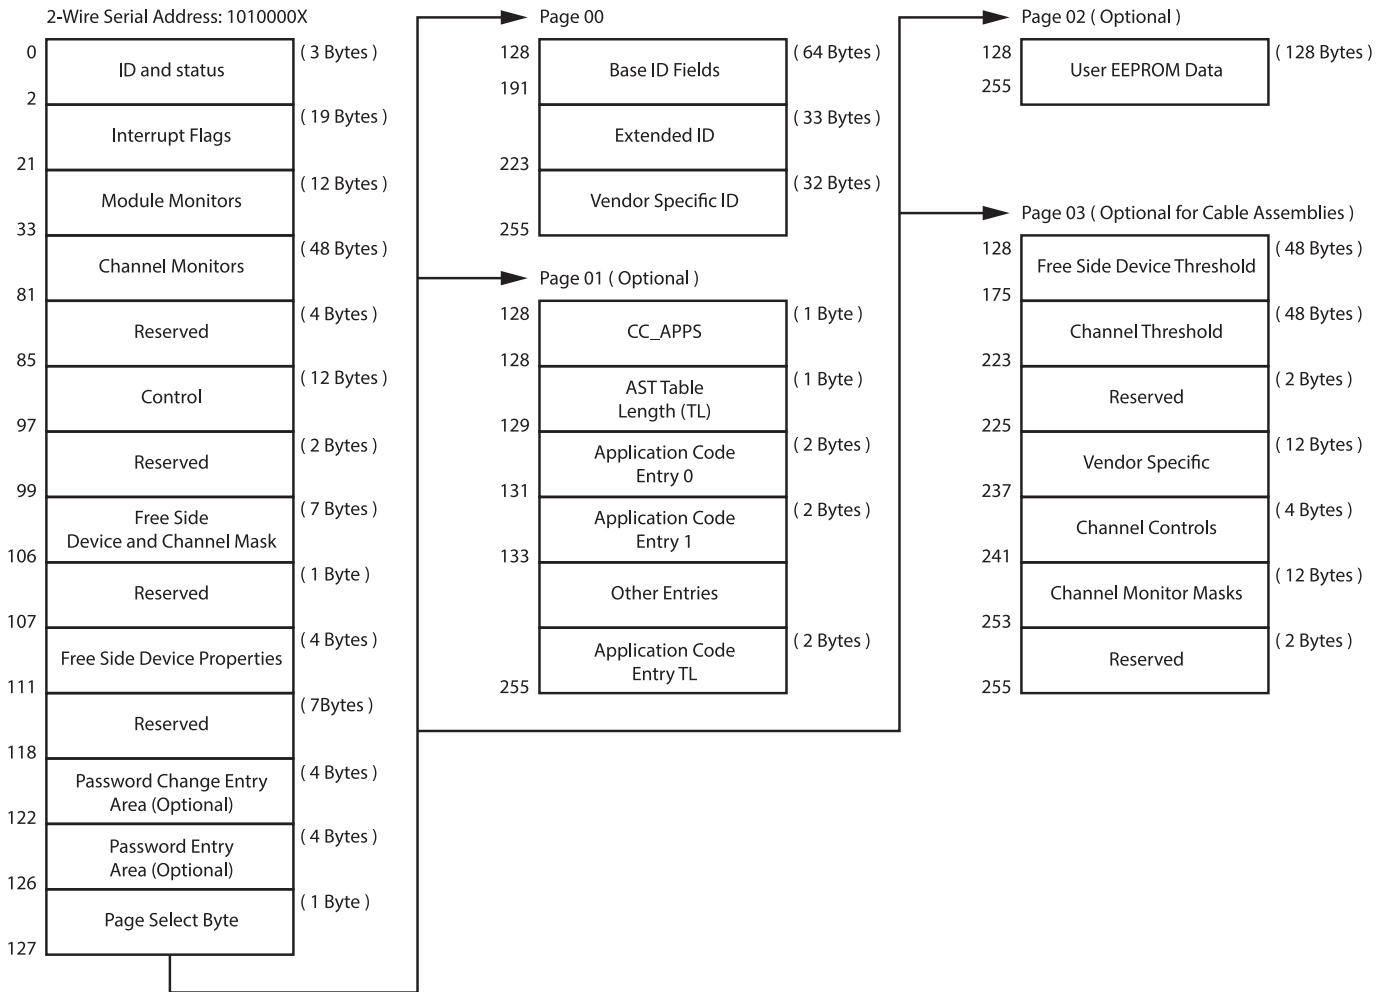 2-Wire Serial Address: 1010000X
0
ID and status
( 3 Bytes )
2
Interrupt Flags
( 19 Bytes )
21
Module Monitors
( 12 Bytes )
33
Channel Monitors
( 48 Bytes )
81
Reserved
( 4 Bytes )
85
Control
( 12 Bytes )
97
Reserved
( 2 Bytes )
99
Free Side
Device and Channel Mask
( 7 Bytes )
106
Reserved
( 1 Byte )
107
Free Side Device Properties
( 4 Bytes )
111
Reserved
( 7Bytes )
118
Password Change Entry
Area (Optional)
( 4 Bytes )
122
Password Entry
Area (Optional)
( 4 Bytes )
126
Page Select Byte
( 1 Byte )
127
Page 00
128
Base ID Fields
( 64 Bytes )
191
Extended ID
( 33 Bytes )
223
Vendor Specific ID
( 32 Bytes )
255
Page 01 ( Optional )
128
CC_APPS
( 1 Byte )
128
AST Table
Length (TL)
( 1 Byte )
129
Application Code
Entry 0
( 2 Bytes )
131
Application Code
Entry 1
( 2 Bytes )
133
Other Entries
Application Code
Entry TL
( 2 Bytes )
255
Page 02 ( Optional )
128
User EEPROM Data
( 128 Bytes )
255
Page 03 ( Optional for Cable Assemblies )
128
Free Side Device Threshold
( 48 Bytes )
175
Channel Threshold
( 48 Bytes )
223
Reserved
( 2 Bytes )
225
Vendor Specific
( 12 Bytes )
237
Channel Controls
( 4 Bytes )
241
Channel Monitor Masks
( 12 Bytes )
253
Reserved
( 2 Bytes )
255